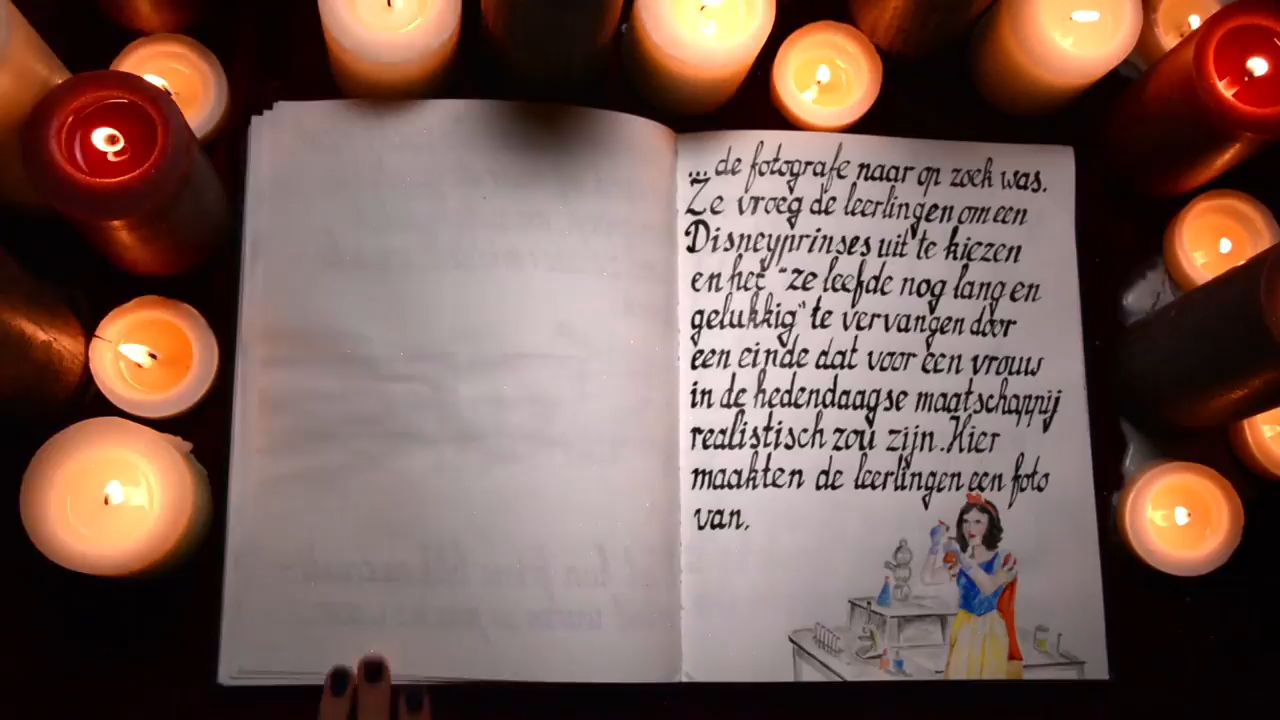 ... de fotografe naar op zoek was.
Ze vroeg de leerlingen om een
Disneyprinses uit te kiezen
en het "ze leefde nog lang en
gelukkig" te vervangen door
een einde dat voor een vrouw
in de hedendaagse maatschappij
realistisch zou zijn. Hier
maakten de leerlingen een foto
van.